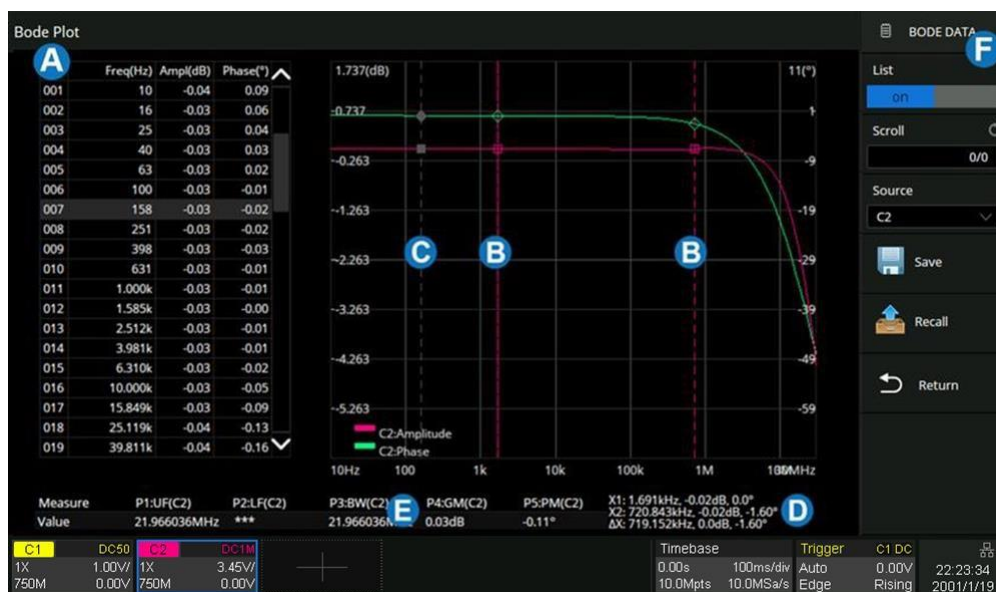 Bode Plot
A
Freq(Hz) Ampl(dB) Phase(°)
001 10 -0.04 0.09
002 16 -0.03 0.06
003 25 -0.03 0.04
004 40 -0.03 0.03
005 63 -0.03 0.02
006 100 -0.03 -0.01
007 158 -0.03 -0.02
008 251 -0.03 -0.02
009 398 -0.03 -0.03
010 631 -0.03 -0.01
011 1.000k -0.03 -0.01
012 1.585k -0.03 -0.00
013 2.512k -0.03 -0.01
014 3.981k -0.03 -0.01
015 6.310k -0.03 -0.02
016 10.000k -0.03 -0.05
017 15.849k -0.03 -0.09
018 25.119k -0.04 -0.13
019 39.811k -0.04 -0.16
1.737(dB) 11(°)
-0.737 1
-0.263 -9
-1.263 -19
C B B
-2.263 -29
-3.263 -39
-4.263 -49
-5.263 -59
C2:Amplitude
C2:Phase
10Hz 100 1k 10k 100k 1M 100MHz
Measure P1:UF(C2) P2:LF(C2) P3:BW(C2) P4:GM(C2) P5:PM(C2)
Value 21.966036MHz *** 21.966036M E 0.03dB -0.11°
X1: 1.691kHz, -0.02dB, 0.0°
X2: 720.843kHz, -0.02dB, -1.60°
ΔX: 719.152kHz, 0.0dB, -1.60°
D
BODE DATA
F
List
on
Scroll
0/0
Source
C2
Save
Recall
Return
C1 DC50
1X 1.00V/
750M 0.00V
C2 DC1M
1X 3.45V/
750M 0.00V
Timebase
0.00s 100ms/div
10.0Mpts 10.0MSa/s
Trigger C1 DC
Auto 0.00V
Edge Rising
22:23:34
2001/1/19